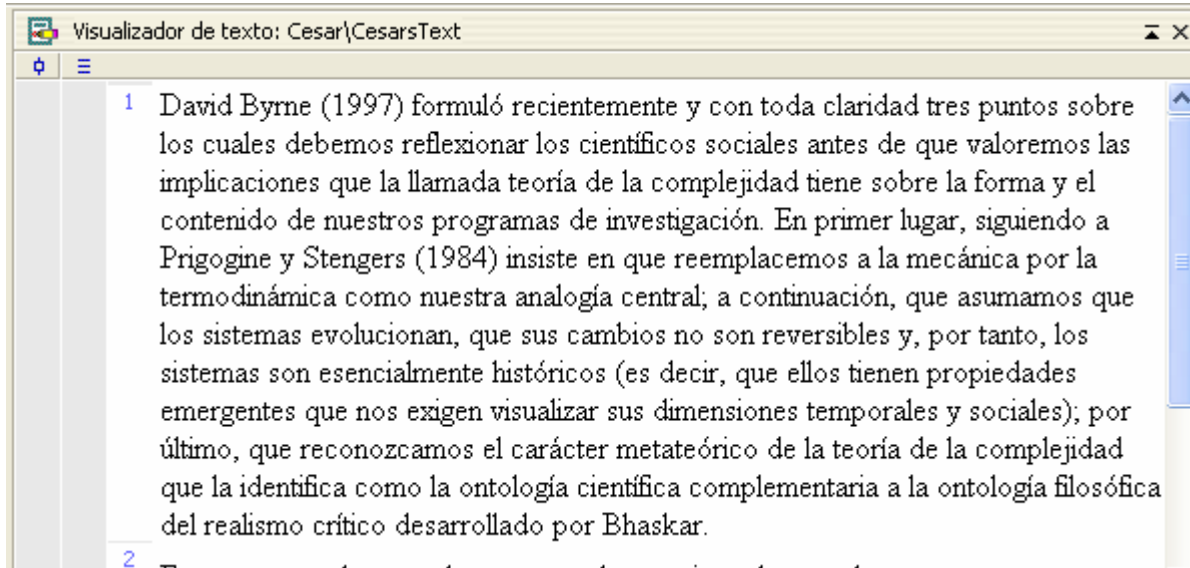 Visualizador de texto: Cesar\CesarsText
1 David Byrne (1997) formuló recientemente y con toda claridad tres puntos sobre
los cuales debemos reflexionar los científicos sociales antes de que valoremos las
implicaciones que la llamada teoría de la complejidad tiene sobre la forma y el
contenido de nuestros programas de investigación. En primer lugar, siguiendo a
Prigogine y Stengers (1984) insiste en que reemplacemos a la mecánica por la
termodinámica como nuestra analogía central; a continuación, que asumamos que
los sistemas evolucionan, que sus cambios no son reversibles y, por tanto, los
sistemas son esencialmente históricos (es decir, que ellos tienen propiedades
emergentes que nos exigen visualizar sus dimensiones temporales y sociales); por
último, que reconozcamos el carácter metateórico de la teoría de la complejidad
que la identifica como la ontología científica complementaria a la ontología filosófica
del realismo crítico desarrollado por Bhaskar.
2